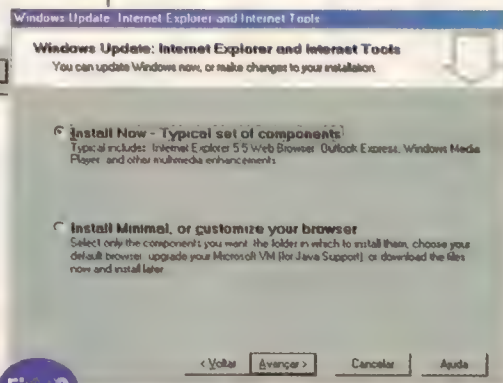 Windows Update: Internet Explorer and Internet Tools
Windows Update: Internet Explorer and Internet Tools
You can update Windows now, or make changes to your installation.
Install Now - Typical set of components
Typical includes: Internet Explorer 5.5 Web Browser, Outlook Express, Windows Media
Player, and other multimedia enhancements.
Install Minimal, or customize your browser
Select only the components you want, the folder in which to install them, choose your
default browser, upgrade your Microsoft VM (for Java Support), or download the files
now and install later.
< Voltar Avançar > Cancelar Ajuda